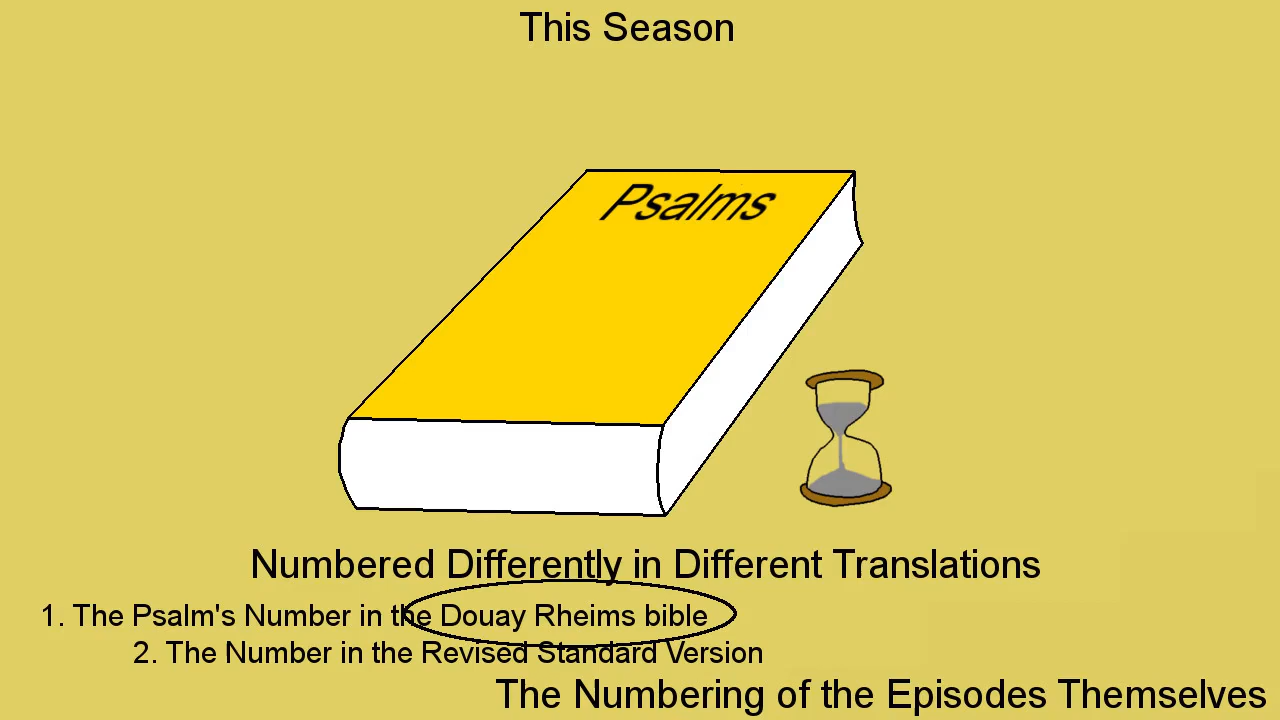 This Season
Psalms
Numbered Differently in Different Translations
1. The Psalm's Number in the Douay Rheims bible
2. The Number in the Revised Standard Version
The Numbering of the Episodes Themselves